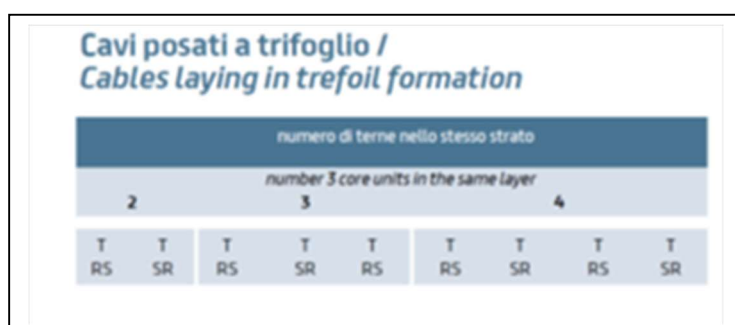 Cavi posati a trifoglio /
Cables laying in trefoil formation
numero di terne nello stesso strato
number 3 core units in the same layer
2 3 4
T T T T T T T T T
RS SR RS SR RS RS SR RS SR